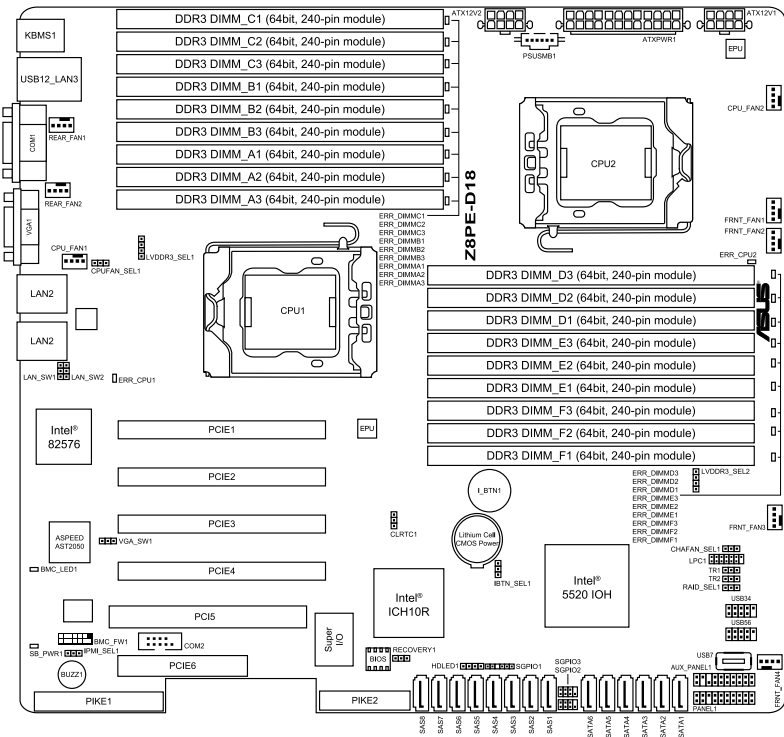 ATX12V2
ATX12V1
ATXPWR1
PSUSMB1
EPU
KBMS1
USB12_LAN3
COM1
REAR_FAN1
VGA1
REAR_FAN2
CPU_FAN1
CPUFAN_SEL1
LVDDR3_SEL1
DDR3 DIMM_C1 (64bit, 240-pin module)
DDR3 DIMM_C2 (64bit, 240-pin module)
DDR3 DIMM_C3 (64bit, 240-pin module)
DDR3 DIMM_B1 (64bit, 240-pin module)
DDR3 DIMM_B2 (64bit, 240-pin module)
DDR3 DIMM_B3 (64bit, 240-pin module)
DDR3 DIMM_A1 (64bit, 240-pin module)
DDR3 DIMM_A2 (64bit, 240-pin module)
DDR3 DIMM_A3 (64bit, 240-pin module)
ERR_DIMMC1
ERR_DIMMC2
ERR_DIMMC3
ERR_DIMMB1
ERR_DIMMB2
ERR_DIMMB3
ERR_DIMMA1
ERR_DIMMA2
ERR_DIMMA3
Z8PE-D18
CPU2
CPU_FAN2
FRNT_FAN1
FRNT_FAN2
ERR_CPU2
CPU1
LAN2
LAN2
LAN_SW1
LAN_SW2
ERR_CPU1
DDR3 DIMM_D3 (64bit, 240-pin module)
DDR3 DIMM_D2 (64bit, 240-pin module)
DDR3 DIMM_D1 (64bit, 240-pin module)
DDR3 DIMM_E3 (64bit, 240-pin module)
DDR3 DIMM_E2 (64bit, 240-pin module)
DDR3 DIMM_E1 (64bit, 240-pin module)
DDR3 DIMM_F3 (64bit, 240-pin module)
DDR3 DIMM_F2 (64bit, 240-pin module)
DDR3 DIMM_F1 (64bit, 240-pin module)
ASUS
ERR_DIMMD3
ERR_DIMMD2
ERR_DIMMD1
ERR_DIMME3
ERR_DIMME2
ERR_DIMME1
ERR_DIMMF3
ERR_DIMMF2
ERR_DIMMF1
LVDDR3_SEL2
Intel®
82576
PCIE1
EPU
PCIE2
I_BTN1
PCIE3
CLRTC1
Lithium Cell
CMOS Power
FRNT_FAN3
ASPEED
AST2050
VGA_SW1
BMC_LED1
PCIE4
IBTN_SEL1
Intel®
ICH10R
Intel®
5520 IOH
CHAFAN_SEL1
LPC1
TR1
TR2
RAID_SEL1
USB34
USB56
PCI5
Super
I/O
BMC_FW1
COM2
SB_PWR1
IPMI_SEL1
BUZZ1
PCIE6
BIOS
RECOVERY1
HDLED1
SGPIO1
SGPIO3
SGPIO2
USB7
AUX_PANEL1
FRNT_FAN4
PANEL1
PIKE1
PIKE2
SAS8
SAS7
SAS6
SAS5
SAS4
SAS3
SAS2
SAS1
SATA6
SATA5
SATA4
SATA3
SATA2
SATA1